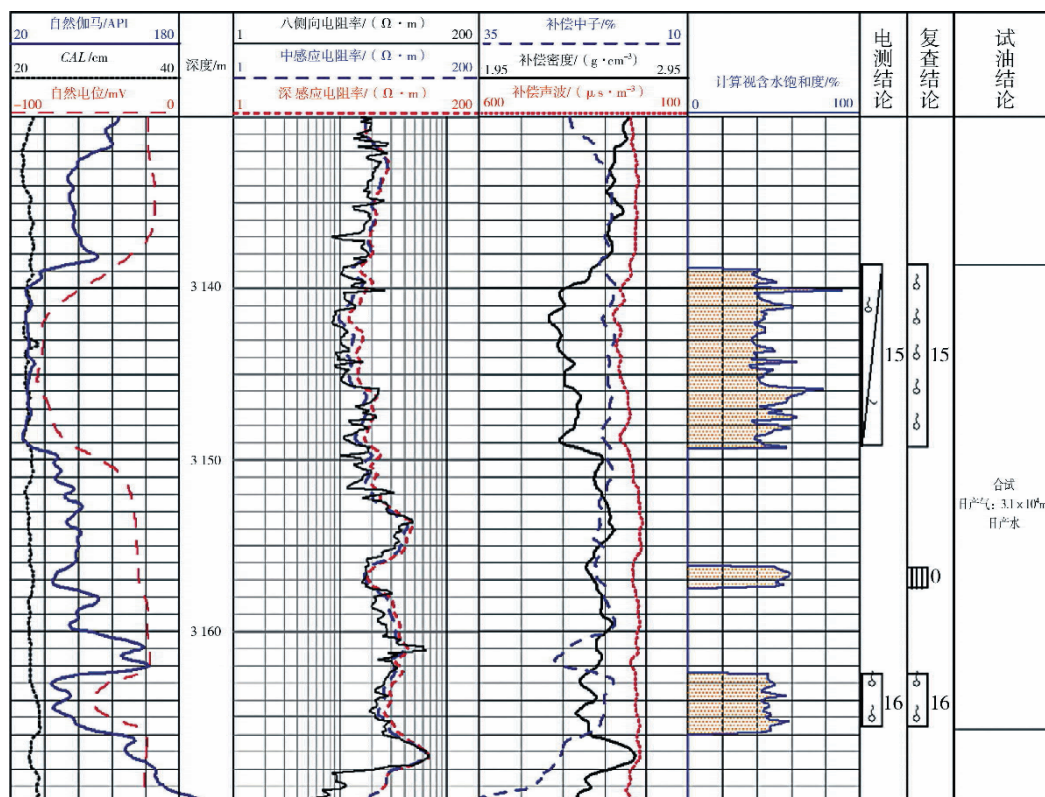 自然伽马/API
20 180
CAL/cm
20 40
自然电位/mV
-100 0
深度/m
八侧向电阻率/(Ω·m)
1 200
中感应电阻率/(Ω·m)
1 200
深感应电阻率/(Ω·m)
1 200
补偿中子/%
35 10
补偿密度/(g·cm⁻³)
1.95 2.95
补偿声波/(μs·m⁻³)
600 100
计算视含水饱和度/%
0 100
电测结论
复查结论
试油结论
3 140
15 15
3 150
合试
日产气：3.1×10⁴m
日产水
0
3 160
16 16